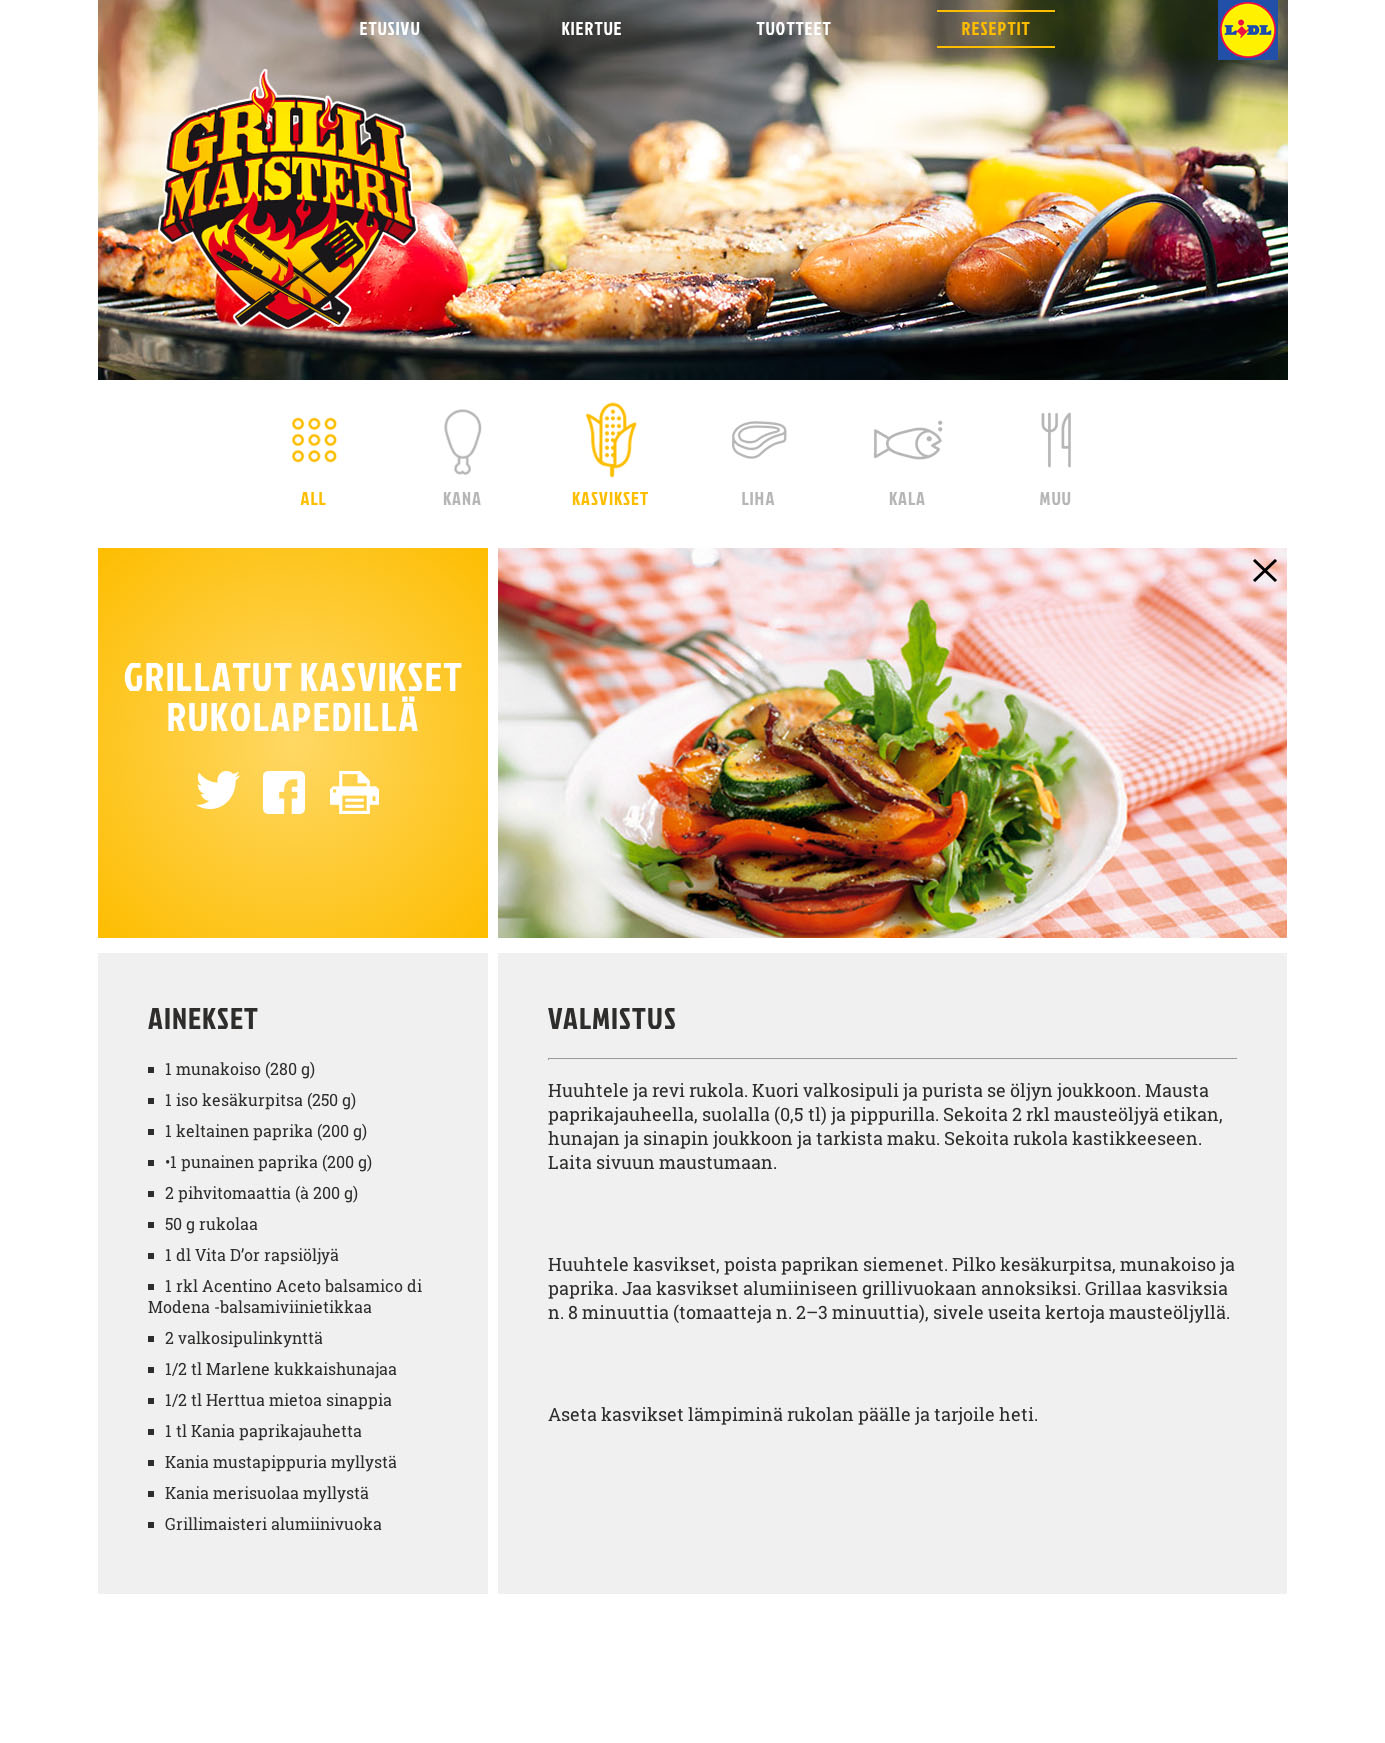 ETUSIVU
KIERTUE
TUOTTEET
RESEPTIT
LiDL
GRILLI
MAISTERI
ALL
KANA
KASVIKSET
LIHA
KALA
MUU
GRILLATUT KASVIKSET
RUKOLAPEDILLÄ
AINEKSET
1 munakoiso (280 g)
1 iso kesäkurpitsa (250 g)
1 keltainen paprika (200 g)
•1 punainen paprika (200 g)
2 pihvitomaattia (à 200 g)
50 g rukolaa
1 dl Vita D’or rapsiöljyä
1 rkl Acentino Aceto balsamico di
Modena -balsamiviinietikkaa
2 valkosipulinkynttä
1/2 tl Marlene kukkaishunajaa
1/2 tl Herttua mietoa sinappia
1 tl Kania paprikajauhetta
Kania mustapippuria myllystä
Kania merisuolaa myllystä
Grillimaisteri alumiinivuoka
VALMISTUS
Huuhtele ja revi rukola. Kuori valkosipuli ja purista se öljyn joukkoon. Mausta
paprikajauheella, suolalla (0,5 tl) ja pippurilla. Sekoita 2 rkl mausteöljyä etikan,
hunajan ja sinapin joukkoon ja tarkista maku. Sekoita rukola kastikkeeseen.
Laita sivuun maustumaan.
Huuhtele kasvikset, poista paprikan siemenet. Pilko kesäkurpitsa, munakoiso ja
paprika. Jaa kasvikset alumiiniseen grillivuokaan annoksiksi. Grillaa kasviksia
n. 8 minuuttia (tomaatteja n. 2–3 minuuttia), sivele useita kertoja mausteöljyllä.
Aseta kasvikset lämpiminä rukolan päälle ja tarjoile heti.